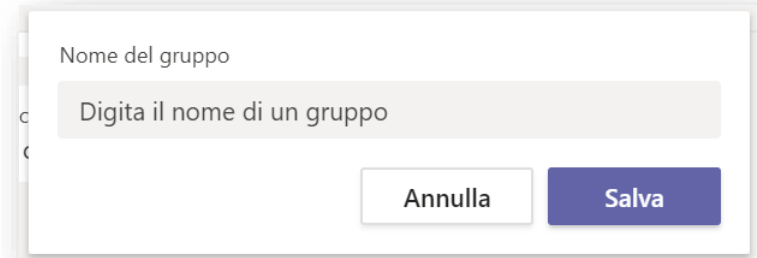 Nome del gruppo
Digita il nome di un gruppo
Annulla Salva